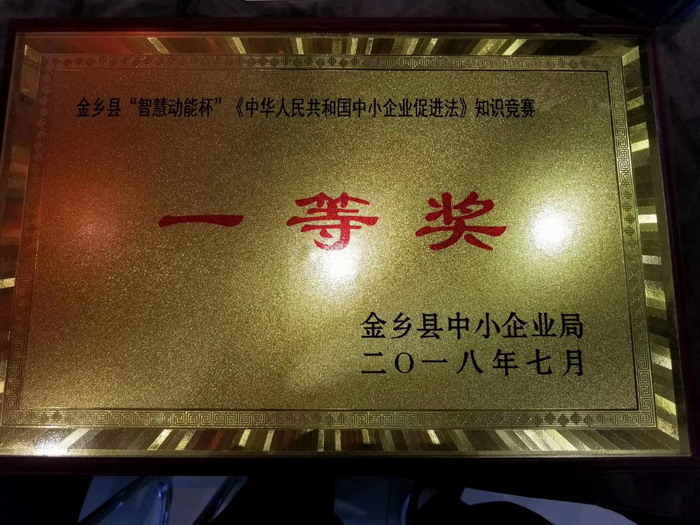 金乡县“智慧动能杯”《中华人民共和国中小企业促进法》知识竞赛
一等奖
金乡县中小企业局
二〇一八年七月